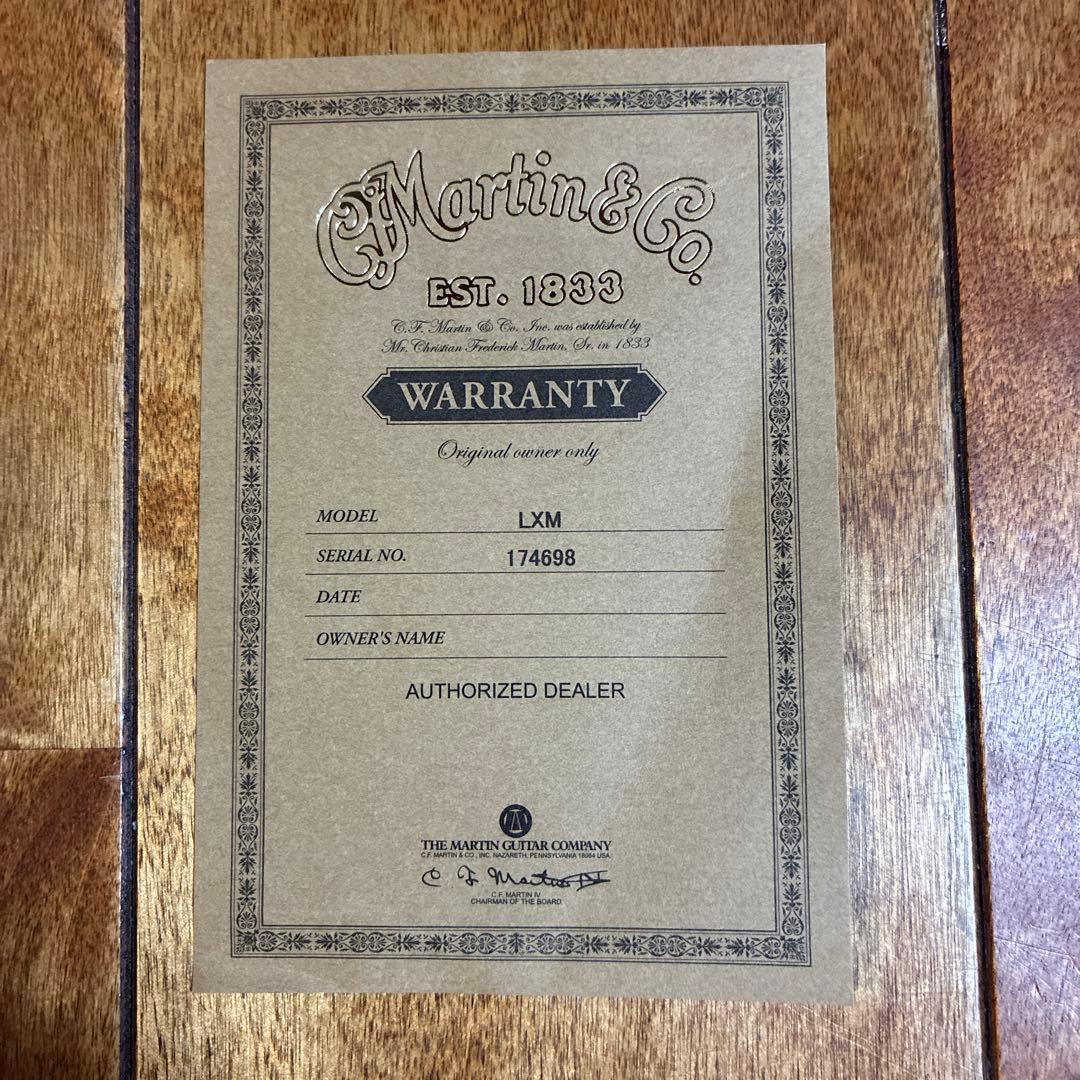 C.F. Martin & Co.
EST. 1833
C.F. Martin & Co. Inc. was established by
Mr. Christian Frederick Martin, Sr. in 1833
WARRANTY
Original owner only
MODEL LXM
SERIAL NO. 174698
DATE
OWNER'S NAME
AUTHORIZED DEALER
THE MARTIN GUITAR COMPANY
C.F. MARTIN & CO., INC. NAZARETH, PENNSYLVANIA 18064 USA
C. F. Martin IV
C.F. MARTIN IV
CHAIRMAN OF THE BOARD